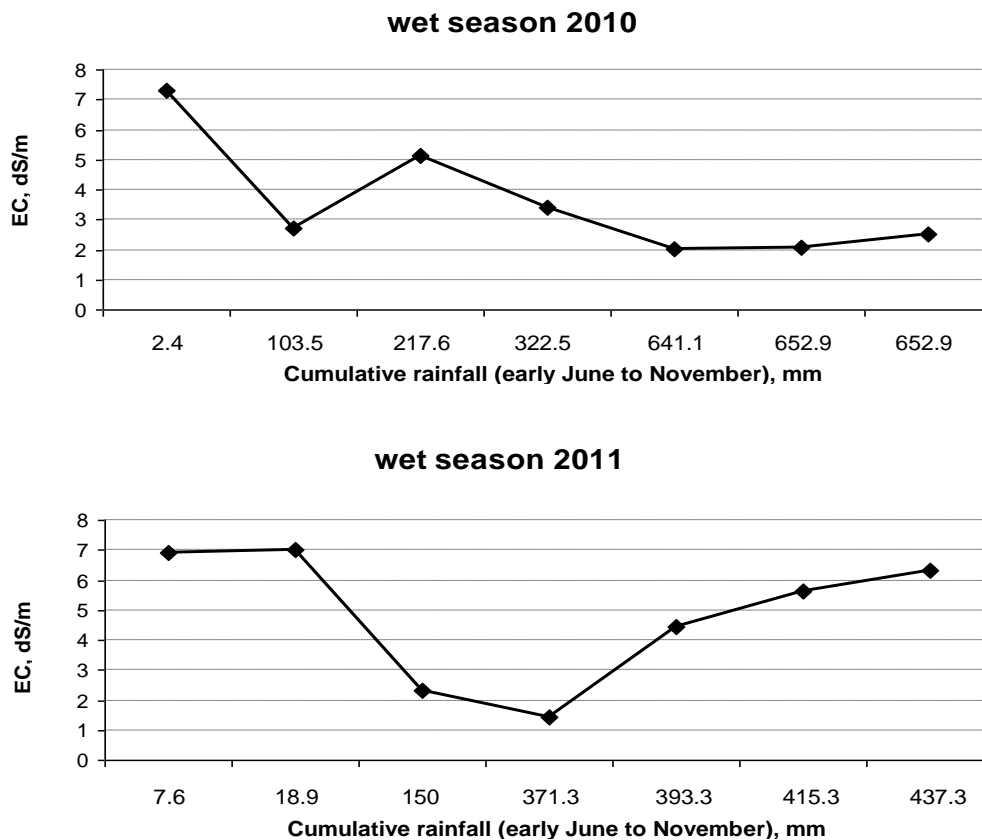 wet season 2010
8
7
6
5
4
3
2
1
0
EC, dS/m
2.4 103.5 217.6 322.5 641.1 652.9 652.9
Cumulative rainfall (early June to November), mm
wet season 2011
8
7
6
5
4
3
2
1
0
EC, dS/m
7.6 18.9 150 371.3 393.3 415.3 437.3
Cumulative rainfall (early June to November), mm